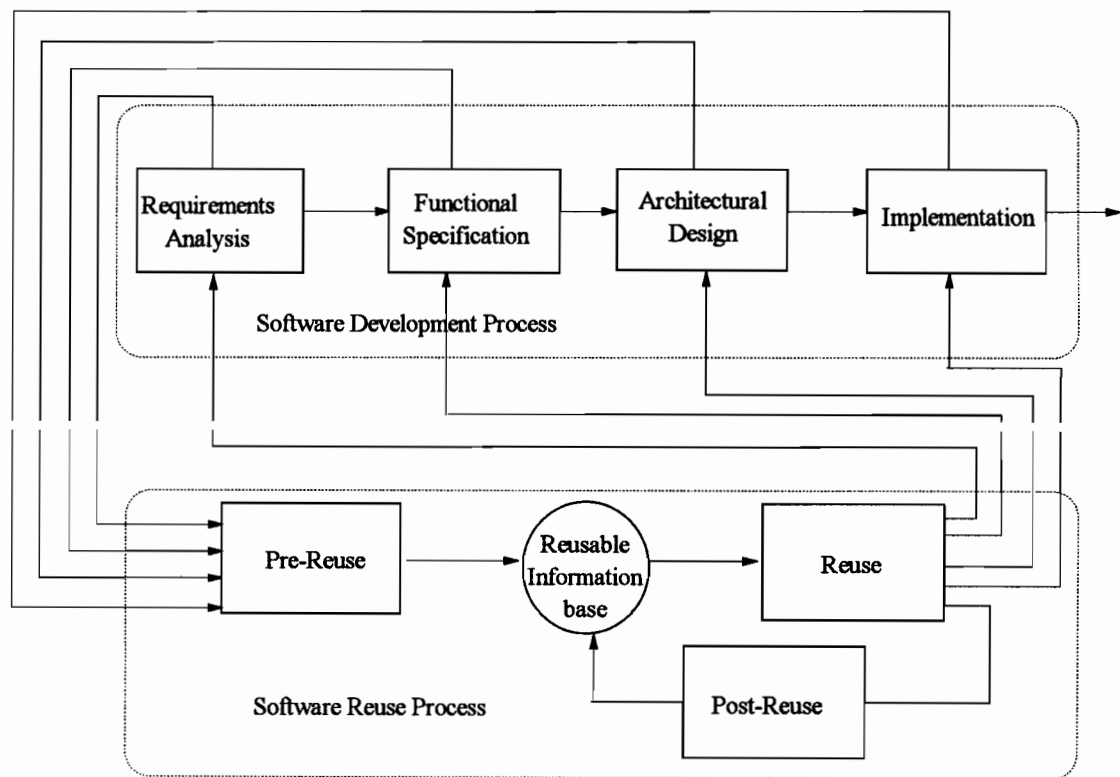 Requirements
Analysis
Functional
Specification
Architectural
Design
Implementation
Software Development Process
Pre-Reuse
Reusable
Information
base
Reuse
Post-Reuse
Software Reuse Process